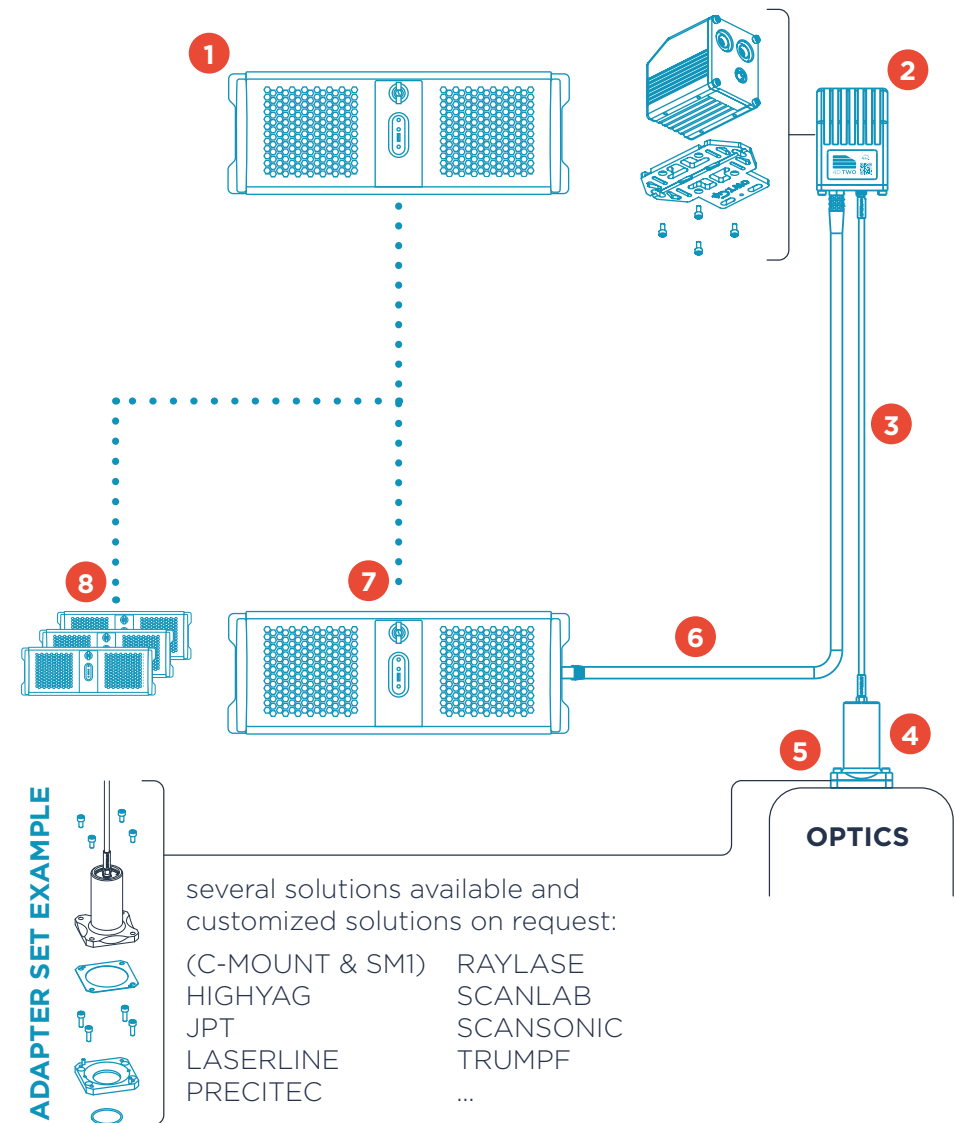 1
2
TWO
3
8
7
6
4
5
OPTICS
ADAPTER SET EXAMPLE
several solutions available and
customized solutions on request:
(C-MOUNT & SM1) RAYLASE
HIGHYAG SCANLAB
JPT SCANSONIC
LASERLINE TRUMPF
PRECITEC ...